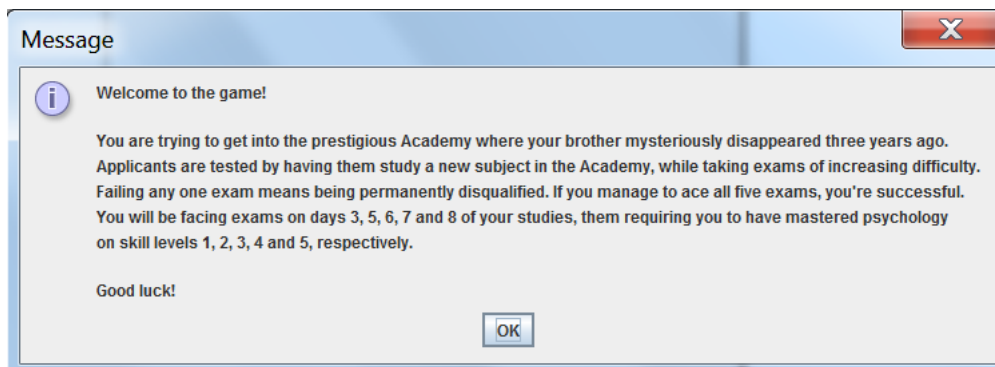 Message
Welcome to the game!
You are trying to get into the prestigious Academy where your brother mysteriously disappeared three years ago.
Applicants are tested by having them study a new subject in the Academy, while taking exams of increasing difficulty.
Failing any one exam means being permanently disqualified. If you manage to ace all five exams, you're successful.
You will be facing exams on days 3, 5, 6, 7 and 8 of your studies, them requiring you to have mastered psychology
on skill levels 1, 2, 3, 4 and 5, respectively.
Good luck!
OK